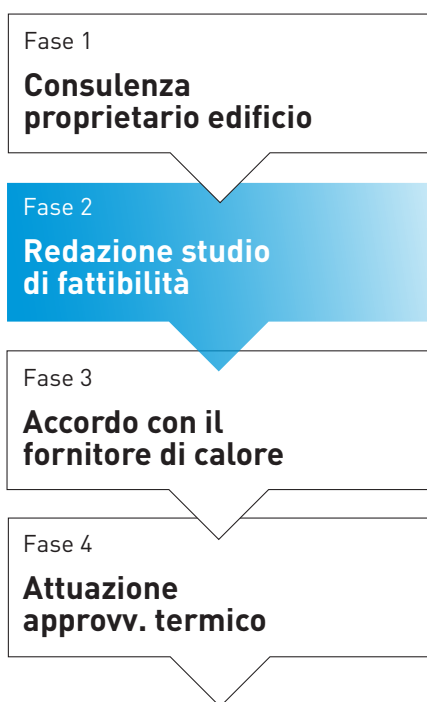 Fase 1
Consulenza
proprietario edificio
Fase 2
Redazione studio
di fattibilità
Fase 3
Accordo con il
fornitore di calore
Fase 4
Attuazione
approvv. termico